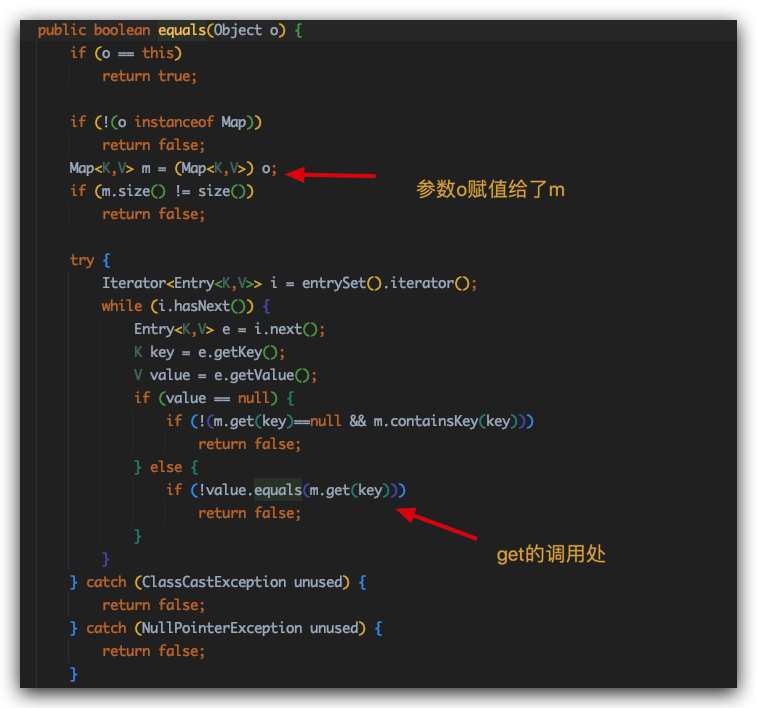 public boolean equals(Object o) {
if (o == this)
return true;
if (!(o instanceof Map))
return false;
Map<K,V> m = (Map<K,V>) o;
参数o赋值给了m
if (m.size() != size())
return false;
try {
Iterator<Entry<K,V>> i = entrySet().iterator();
while (i.hasNext()) {
Entry<K,V> e = i.next();
K key = e.getKey();
V value = e.getValue();
if (value == null) {
if (!(m.get(key)==null && m.containsKey(key)))
return false;
} else {
if (!value.equals(m.get(key)))
return false;
}
get的调用处
}
} catch (ClassCastException unused) {
return false;
} catch (NullPointerException unused) {
return false;
}